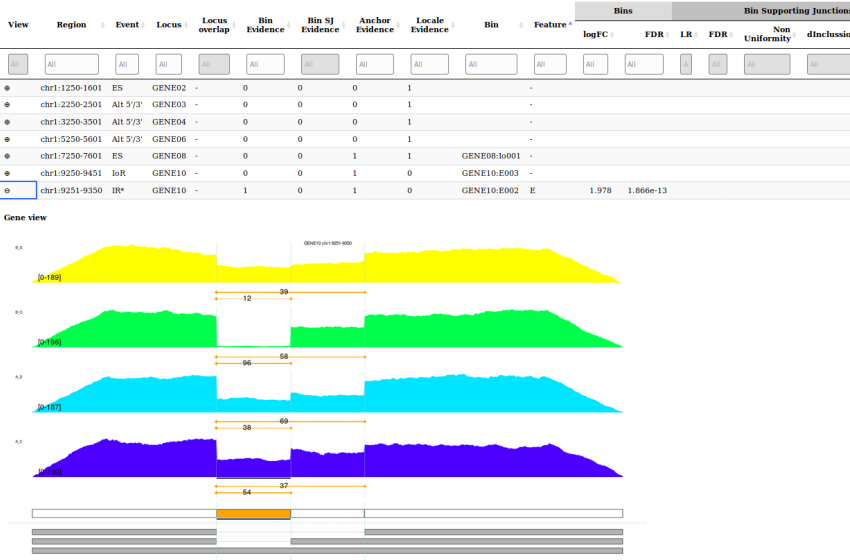 Bins Bin Supporting Junctions
View Region Event Locus Locus overlap Bin Evidence Bin SJ Evidence Anchor Evidence Locale Evidence Bin Feature
logFC FDR LR FDR Non Uniformity dInclussio
All All All All All All All All All All All All All A All All All
chr1:1250-1601 ES GENE02 - 0 0 0 1 -
chr1:2250-2501 Alt 5'/3' GENE03 - 0 0 0 1 -
chr1:3250-3501 Alt 5'/3' GENE04 - 0 0 0 1 -
chr1:5250-5601 Alt 5'/3' GENE06 - 0 0 0 1 -
chr1:7250-7601 ES GENE08 - 0 0 1 1 GENE08:Io001 -
chr1:9250-9451 IoR GENE10 - 0 0 1 0 GENE10:E003 -
chr1:9251-9350 IR* GENE10 - 1 0 1 0 GENE10:E002 E 1.978 1.866e-13
Gene view
GENE10 chr1:9251-9350
B_D
[0-189]
39
12
B_C
[0-196]
58
96
A_D
[0-187]
69
38
A_C
[0-180]
37
54